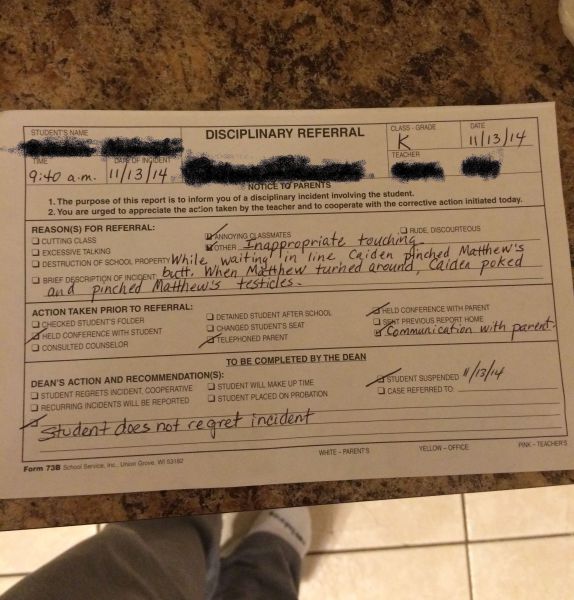 STUDENT'S NAME
DISCIPLINARY REFERRAL
CLASS - GRADE
K
DATE
11/13/14
TIME
9:40 a.m.
DATE OF INCIDENT
11/13/14
TEACHER
NOTICE TO PARENTS
1. The purpose of this report is to inform you of a disciplinary incident involving the student.
2. You are urged to appreciate the action taken by the teacher and to cooperate with the corrective action initiated today.
REASON(S) FOR REFERRAL:
CUTTING CLASS
EXCESSIVE TALKING
DESTRUCTION OF SCHOOL PROPERTY
BRIEF DESCRIPTION OF INCIDENT
ANNOYING CLASSMATES
OTHER Inappropriate touching
RUDE, DISCOURTEOUS
While waiting in line, Caiden pinched Matthew's
butt. When Matthew turned around, Caiden poked
and pinched Matthew's testicles.
ACTION TAKEN PRIOR TO REFERRAL:
CHECKED STUDENT'S FOLDER
HELD CONFERENCE WITH STUDENT
CONSULTED COUNSELOR
DETAINED STUDENT AFTER SCHOOL
CHANGED STUDENT'S SEAT
TELEPHONED PARENT
HELD CONFERENCE WITH PARENT
SENT PREVIOUS REPORT HOME
Communication with parent.
TO BE COMPLETED BY THE DEAN
DEAN'S ACTION AND RECOMMENDATION(S):
STUDENT REGRETS INCIDENT, COOPERATIVE
RECURRING INCIDENTS WILL BE REPORTED
STUDENT WILL MAKE UP TIME
STUDENT PLACED ON PROBATION
STUDENT SUSPENDED 11/13/14
CASE REFERRED TO:
Student does not regret incident
WHITE - PARENT'S
YELLOW - OFFICE
PINK - TEACHER'S
Form 73B School Service, Inc., Union Grove, WI 53182